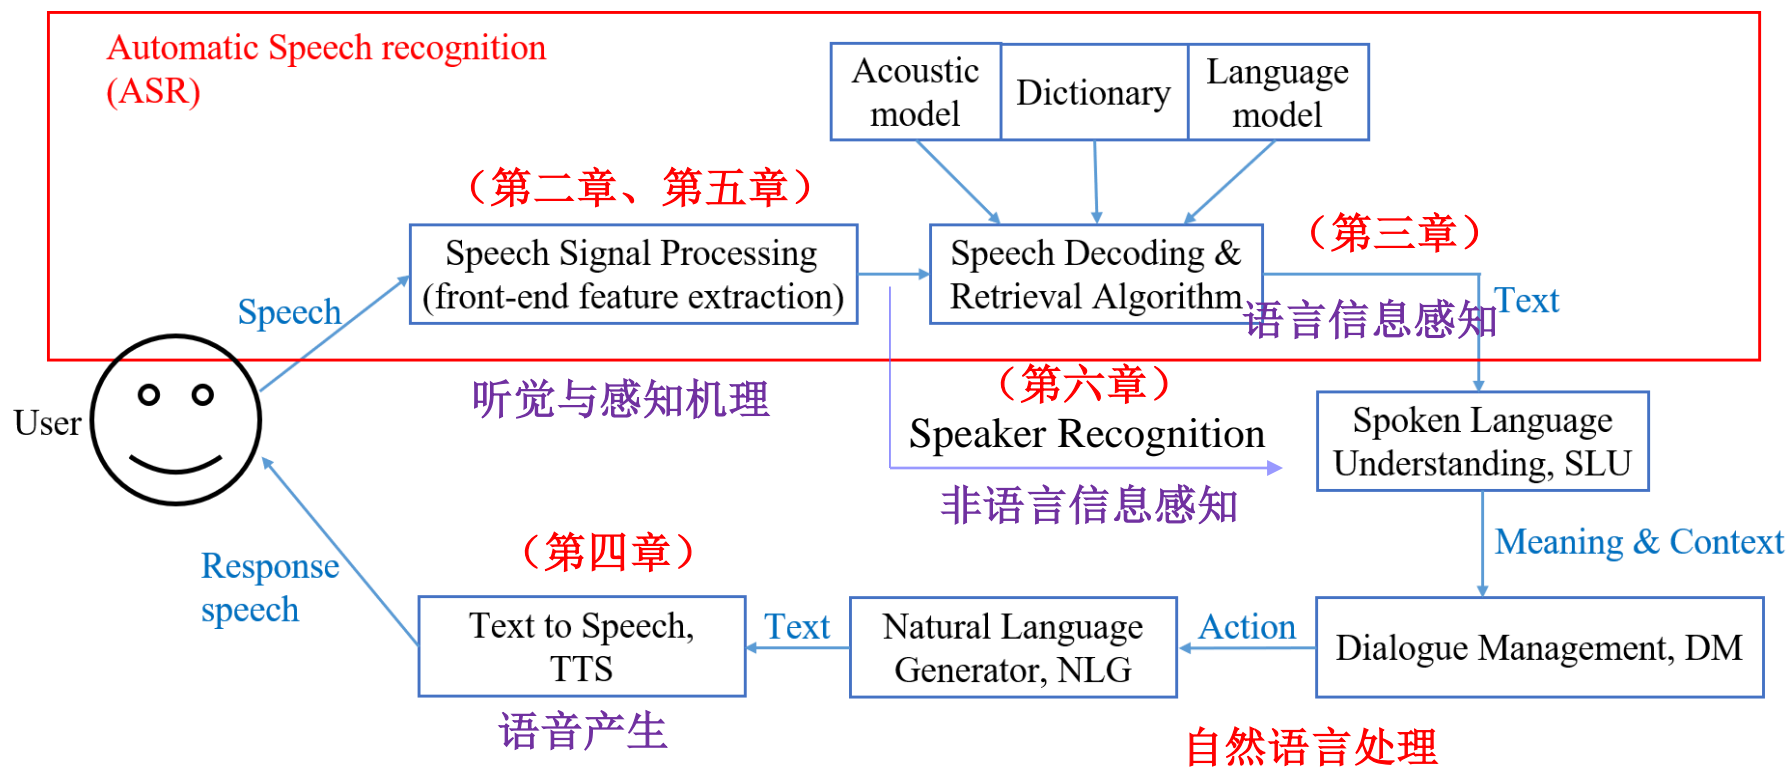 Automatic Speech recognition
(ASR)
Acoustic
model
Dictionary
Language
model
（第二章、第五章）
Speech Signal Processing
(front-end feature extraction)
Speech Decoding &
Retrieval Algorithm
（第三章）
Speech
语言信息感知
Text
User
听觉与感知机理
（第六章）
Speaker Recognition
非语言信息感知
Spoken Language
Understanding, SLU
Meaning & Context
Response
speech
（第四章）
Text to Speech,
TTS
Text
Natural Language
Generator, NLG
Action
Dialogue Management, DM
语音产生
自然语言处理